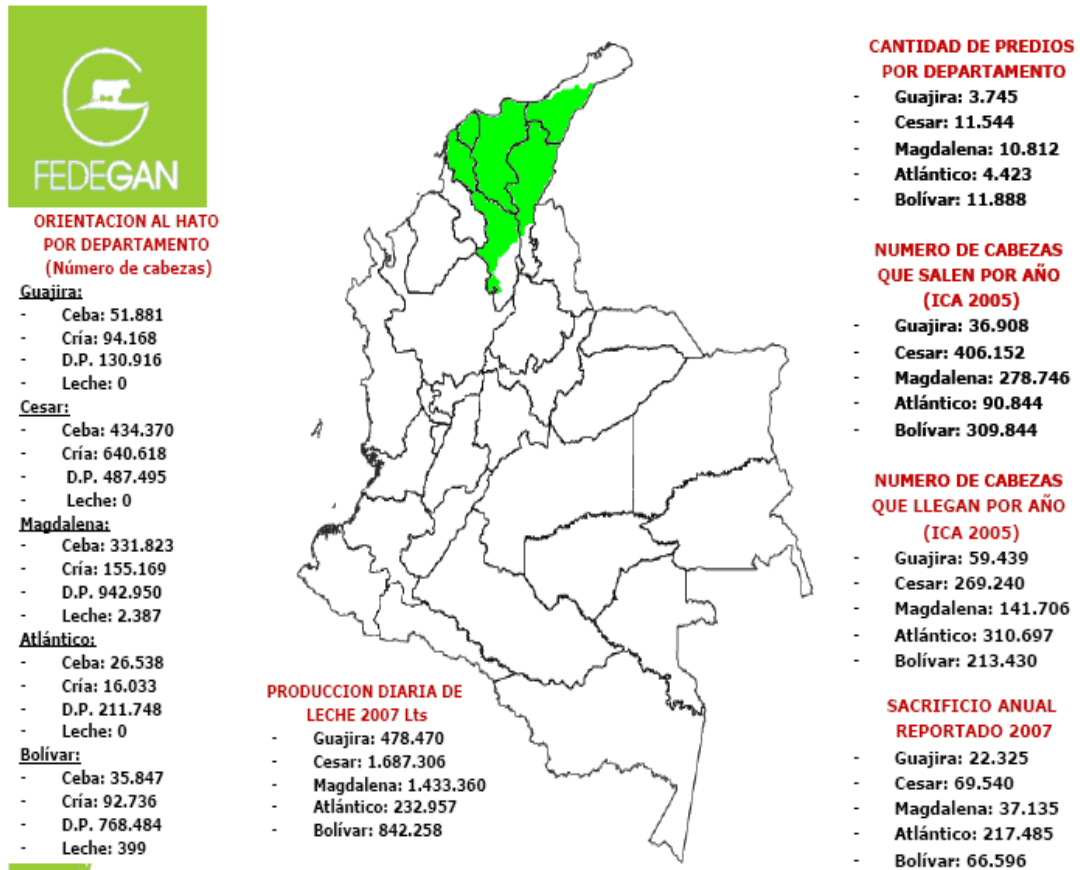 FEDEGAN
ORIENTACION AL HATO
POR DEPARTAMENTO
(Número de cabezas)
Guajira:
- Ceba: 51.881
- Cría: 94.168
- D.P. 130.916
- Leche: 0
Cesar:
- Ceba: 434.370
- Cría: 640.618
- D.P. 487.495
- Leche: 0
Magdalena:
- Ceba: 331.823
- Cría: 155.169
- D.P. 942.950
- Leche: 2.387
Atlántico:
- Ceba: 26.538
- Cría: 16.033
- D.P. 211.748
- Leche: 0
Bolívar:
- Ceba: 35.847
- Cría: 92.736
- D.P. 768.484
- Leche: 399
PRODUCCION DIARIA DE
LECHE 2007 Lts
- Guajira: 478.470
- Cesar: 1.687.306
- Magdalena: 1.433.360
- Atlántico: 232.957
- Bolívar: 842.258
CANTIDAD DE PREDIOS
POR DEPARTAMENTO
- Guajira: 3.745
- Cesar: 11.544
- Magdalena: 10.812
- Atlántico: 4.423
- Bolívar: 11.888
NUMERO DE CABEZAS
QUE SALEN POR AÑO
(ICA 2005)
- Guajira: 36.908
- Cesar: 406.152
- Magdalena: 278.746
- Atlántico: 90.844
- Bolívar: 309.844
NUMERO DE CABEZAS
QUE LLEGAN POR AÑO
(ICA 2005)
- Guajira: 59.439
- Cesar: 269.240
- Magdalena: 141.706
- Atlántico: 310.697
- Bolívar: 213.430
SACRIFICIO ANUAL
REPORTADO 2007
- Guajira: 22.325
- Cesar: 69.540
- Magdalena: 37.135
- Atlántico: 217.485
- Bolívar: 66.596